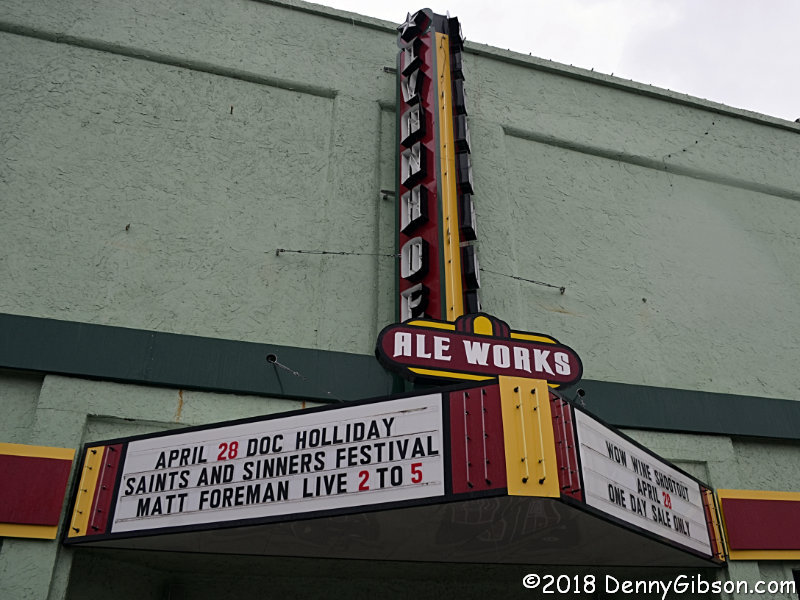 IVANHOE
ALE WORKS
APRIL 28 DOC HOLLIDAY
'SAINTS AND SINNERS FESTIVAL
MATT FOREMAN LIVE 2 TO 5
WOW WINE SHOOTOUT
APRIL 28
ONE DAY SALE ONLY
©2018 DennyGibson.com